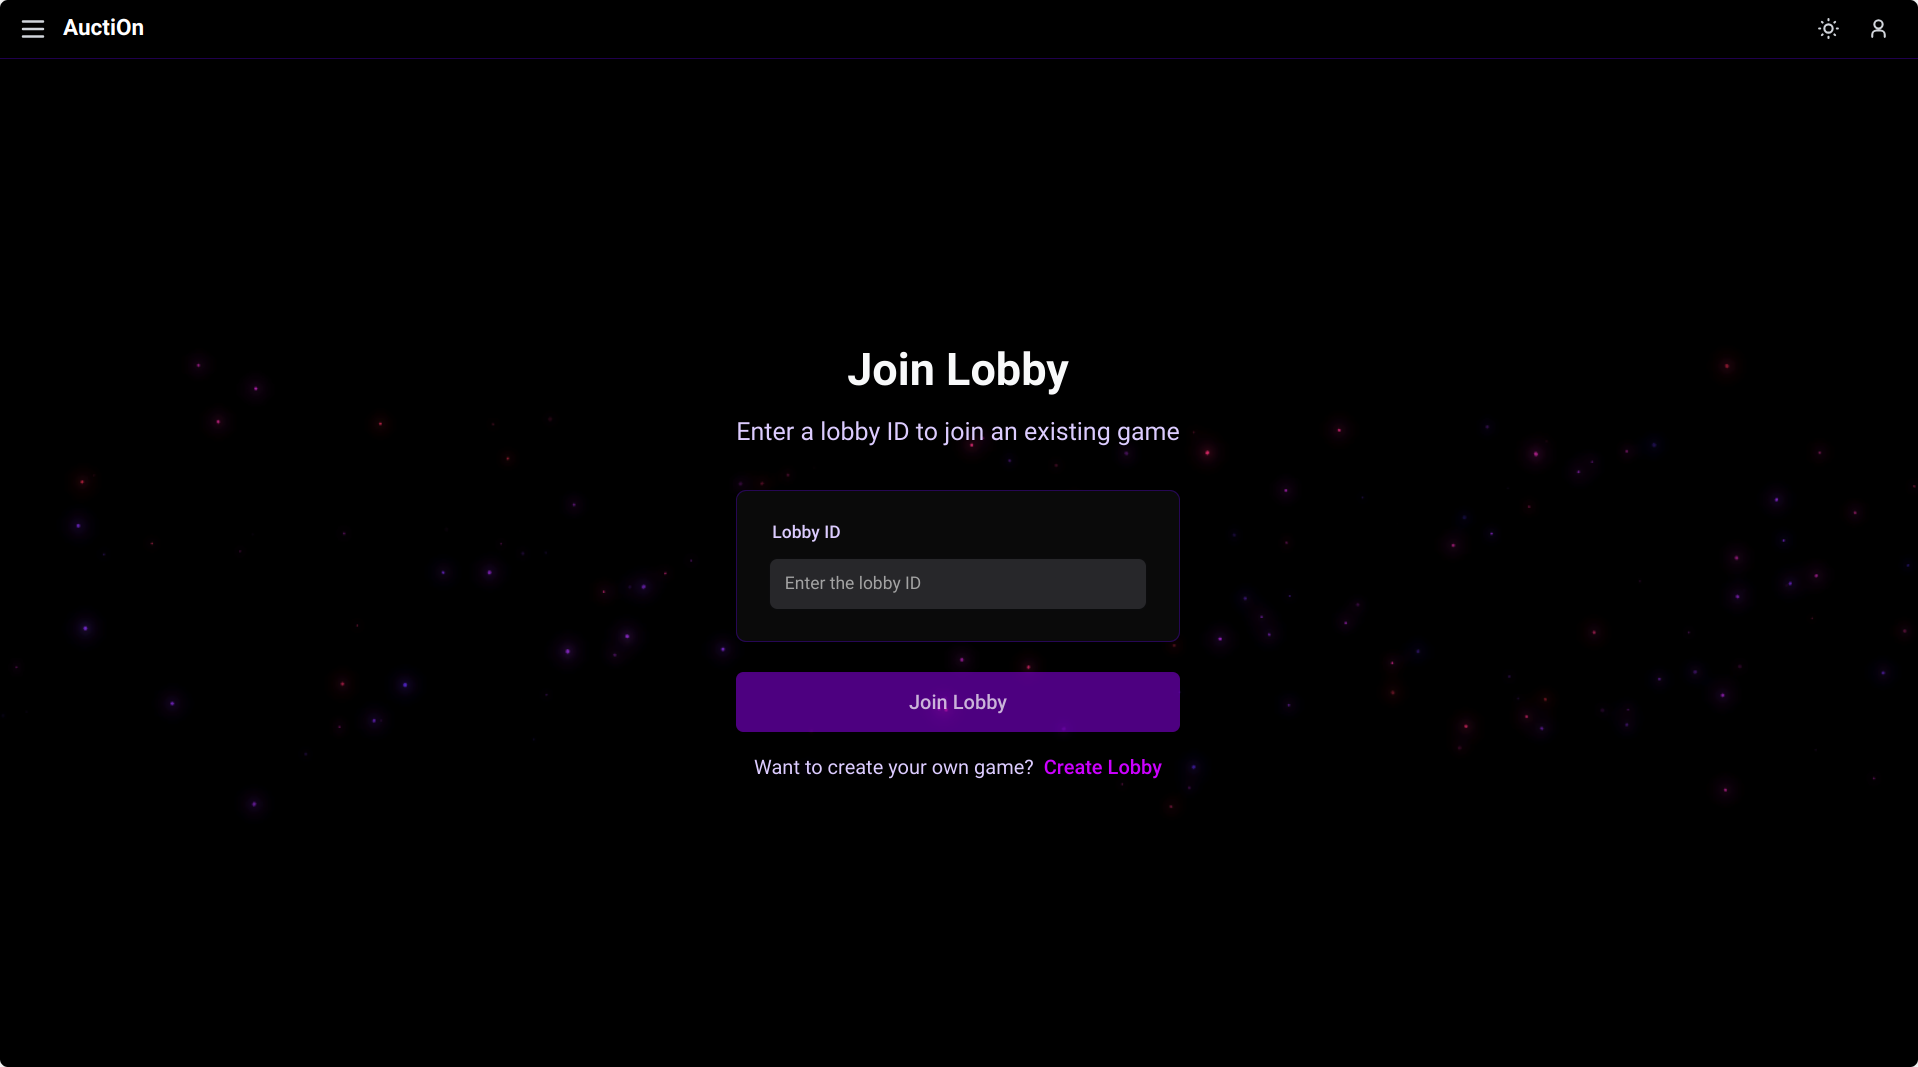 AuctiOn
Join Lobby
Enter a lobby ID to join an existing game
Lobby ID
Enter the lobby ID
Join Lobby
Want to create your own game? Create Lobby